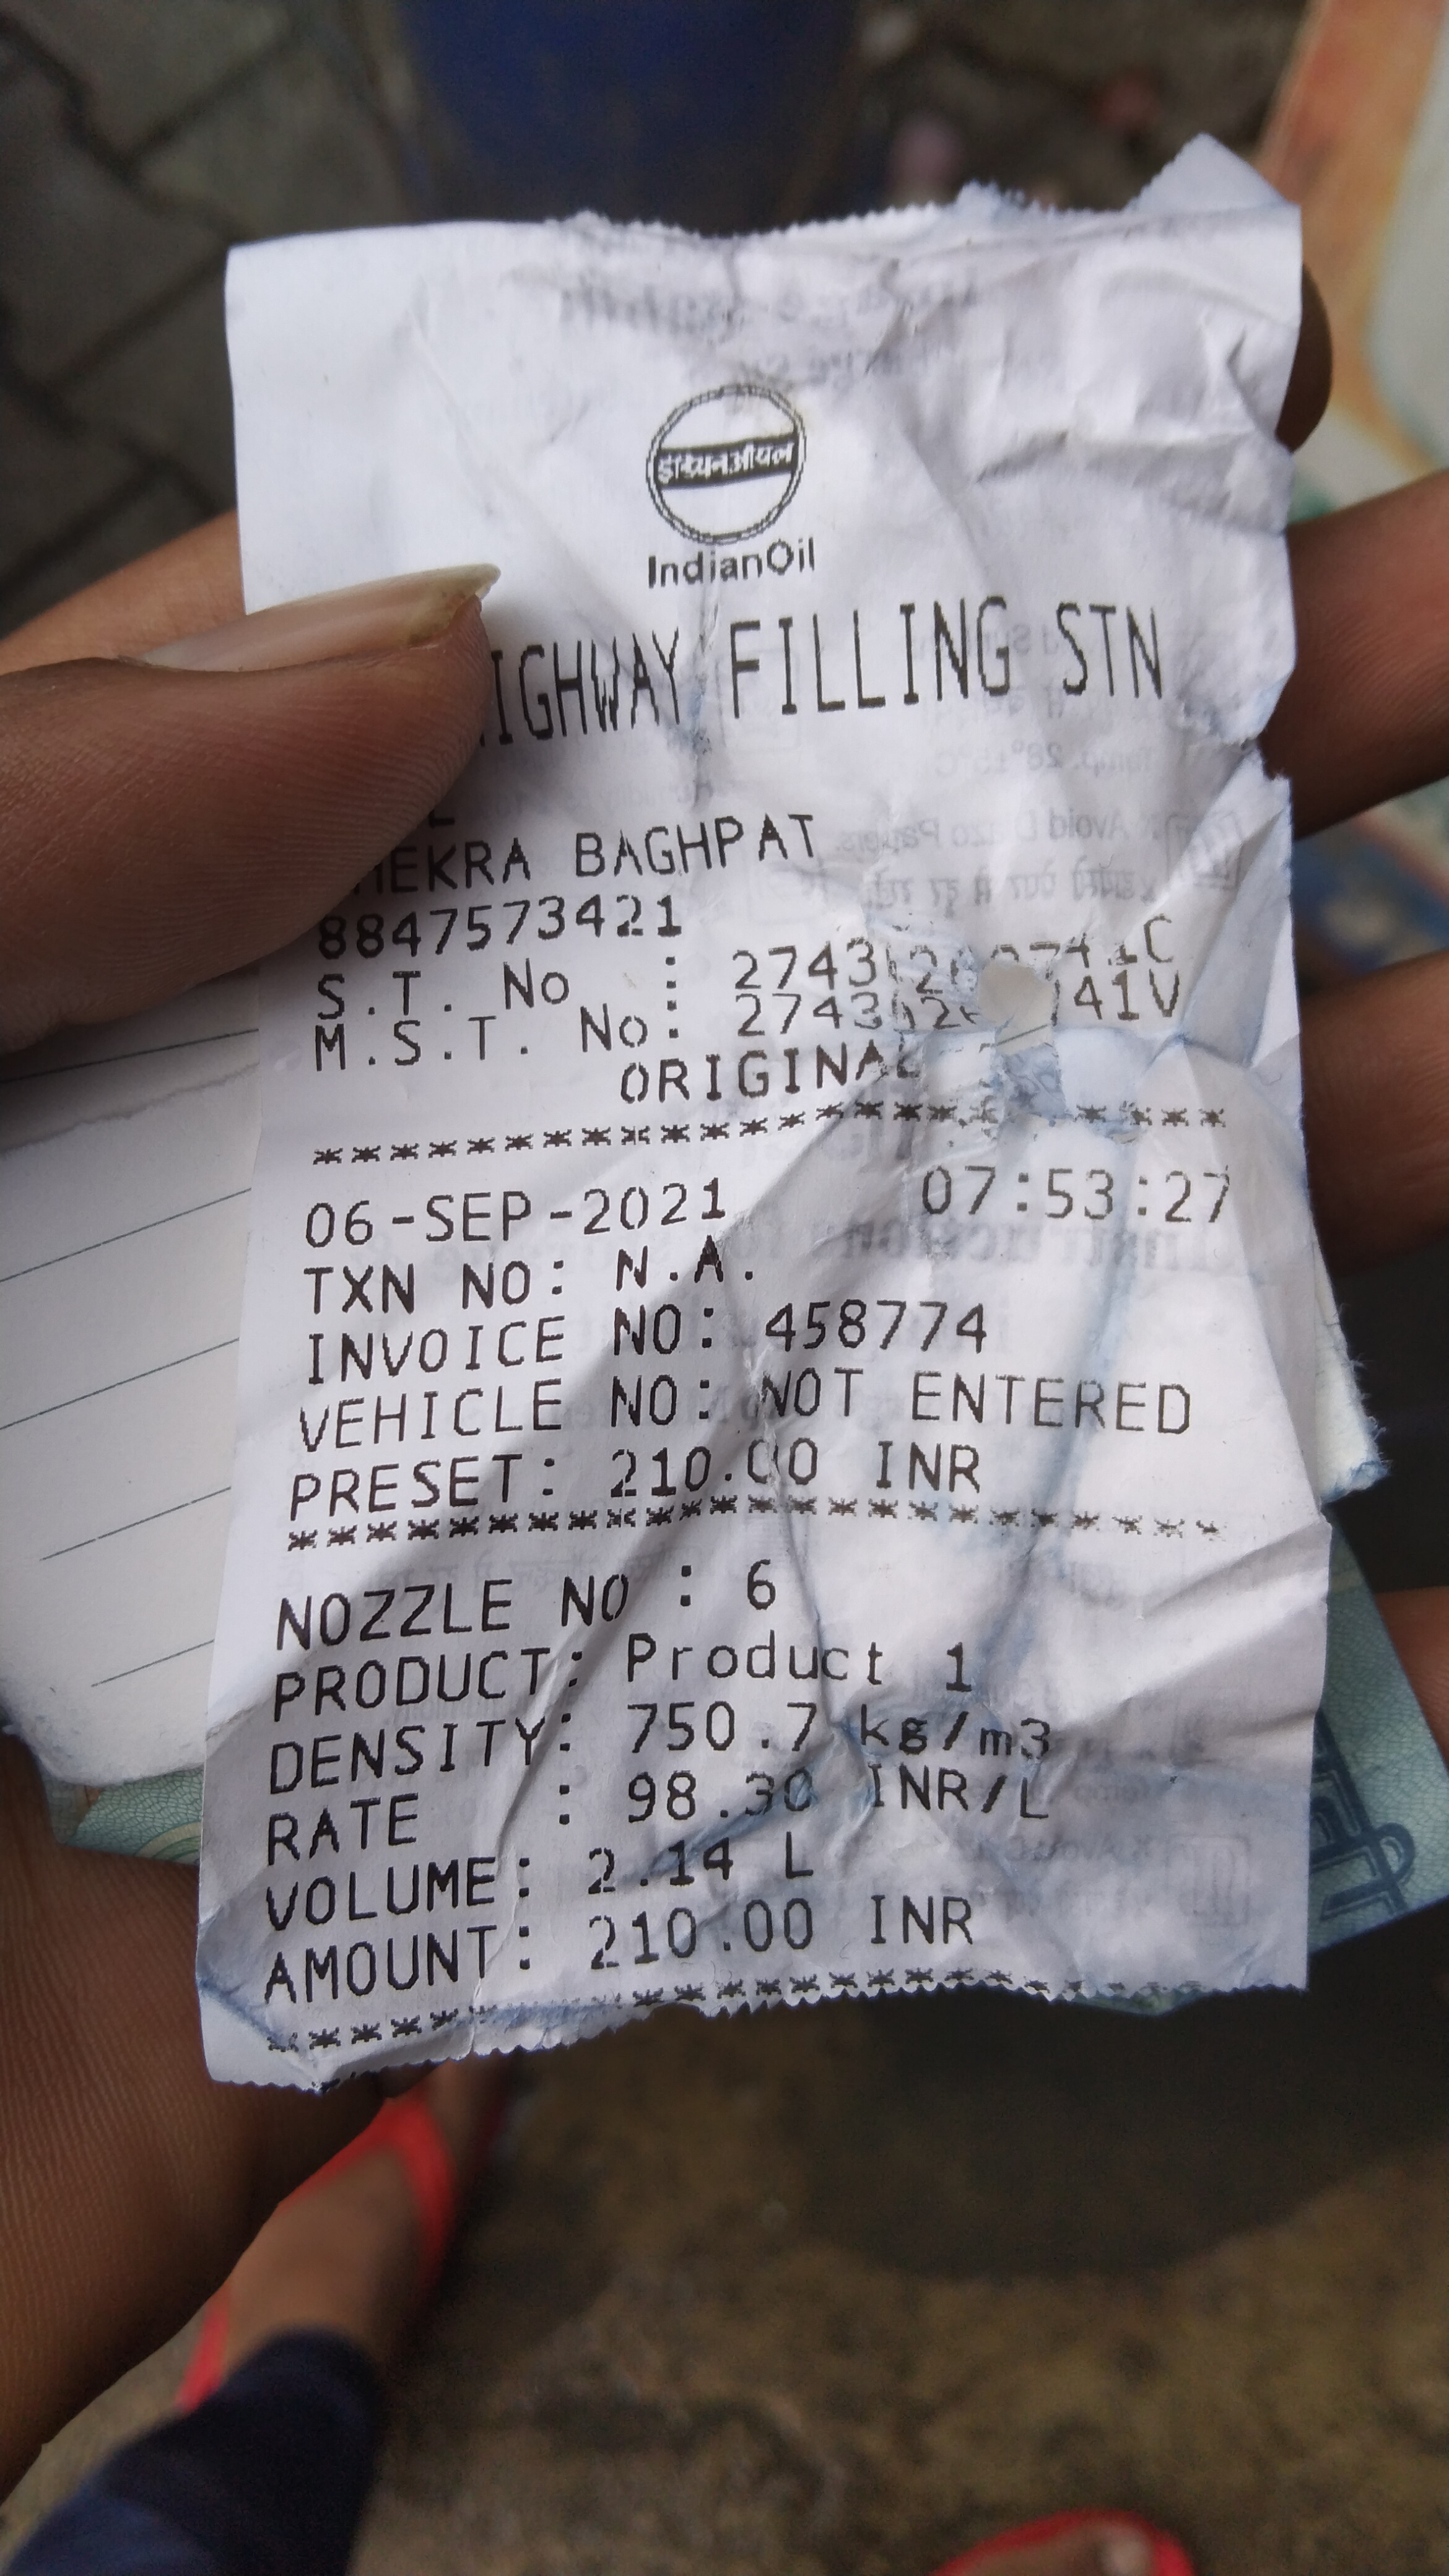 इंडियनऑयल
IndianOil
IGHWAY FILLING STN
EKRA BAGHPAT
8847573421
S.T. No :
M.S.T. No:
ORIGINAL
************************
06-SEP-2021 07:53:27
TXN NO: N.A.
INVOICE NO: 458774
VEHICLE NO: NOT ENTERED
PRESET: 210.00 INR
************************
NOZZLE NO : 6
PRODUCT: Product 1
DENSITY: 750.7 kg/m3
RATE : 98.30 INR/L
VOLUME: 2.14 L
AMOUNT: 210.00 INR
************************